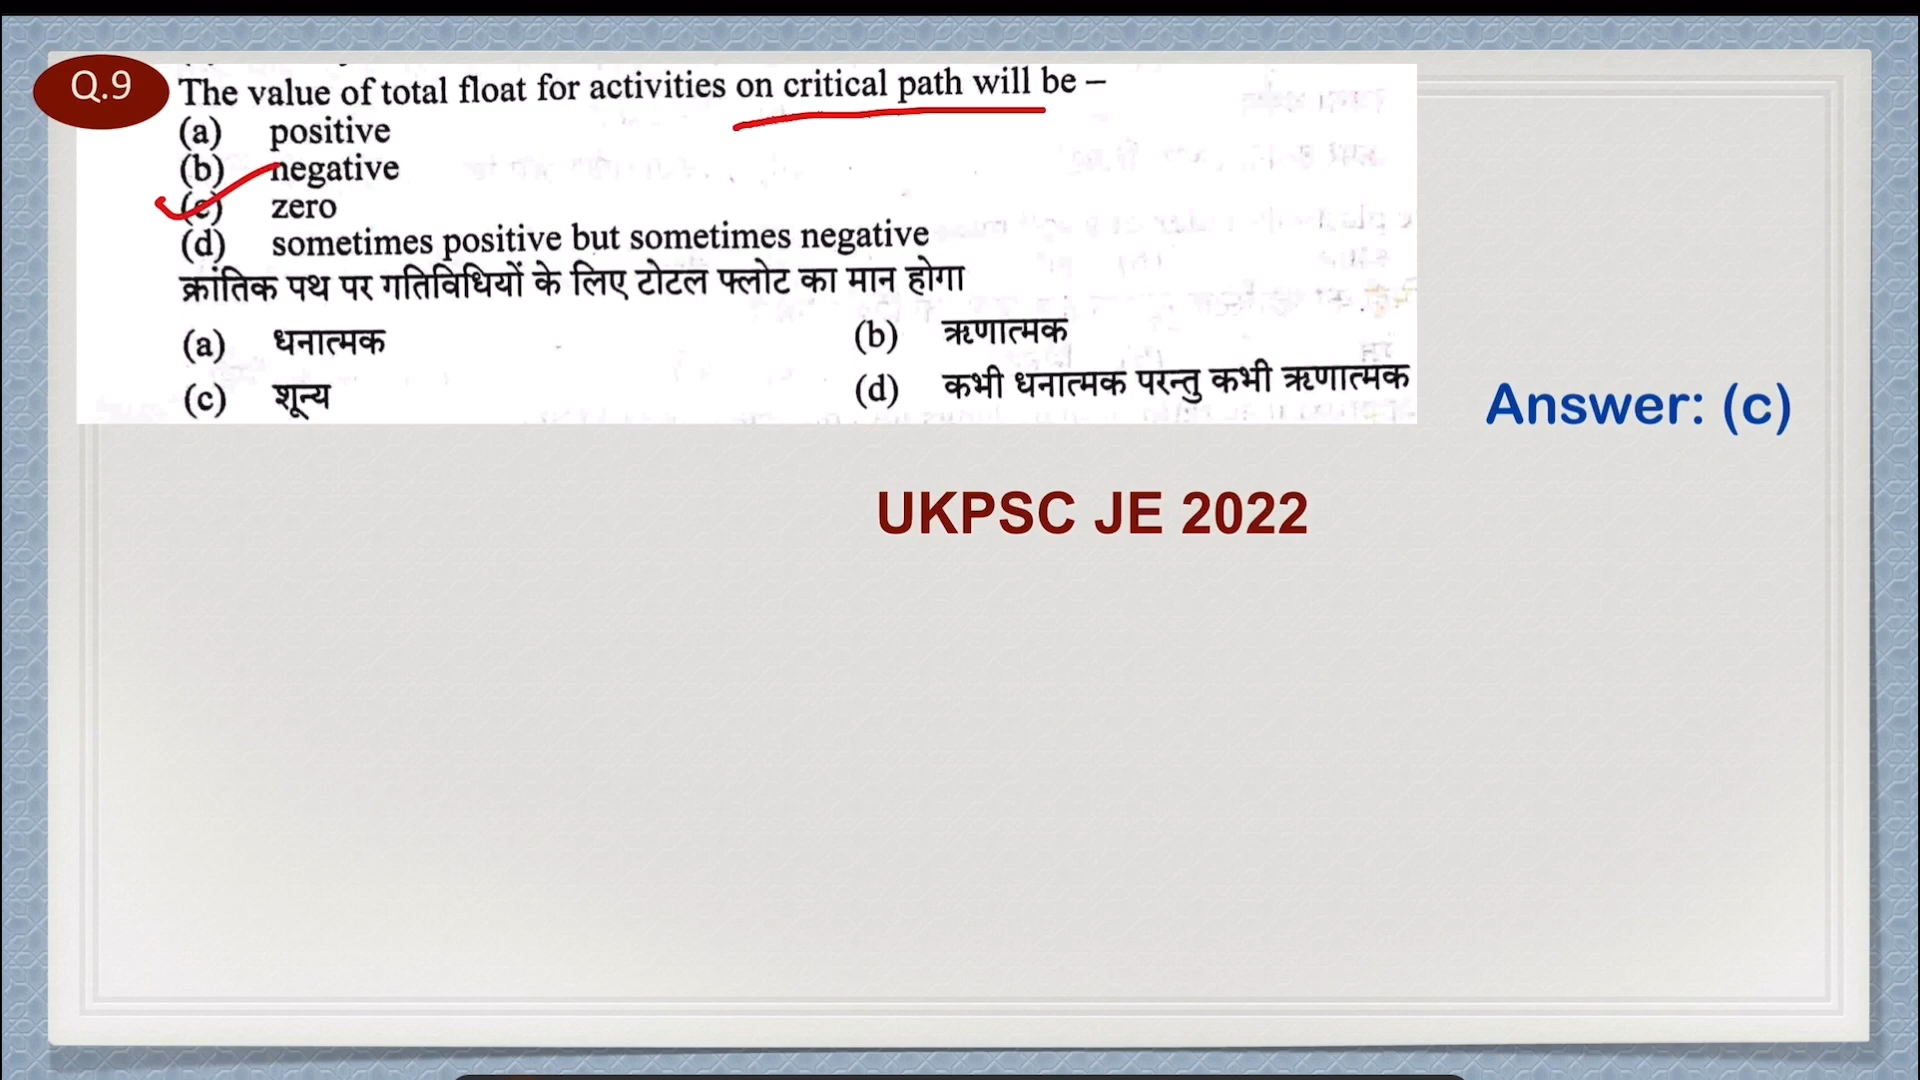 Q.9
The value of total float for activities on critical path will be –
(a) positive
(b) negative
(c) zero
(d) sometimes positive but sometimes negative
क्रांतिक पथ पर गतिविधियों के लिए टोटल फ्लोट का मान होगा
(a) धनात्मक (b) ऋणात्मक
(c) शून्य (d) कभी धनात्मक परन्तु कभी ऋणात्मक
Answer: (c)
UKPSC JE 2022